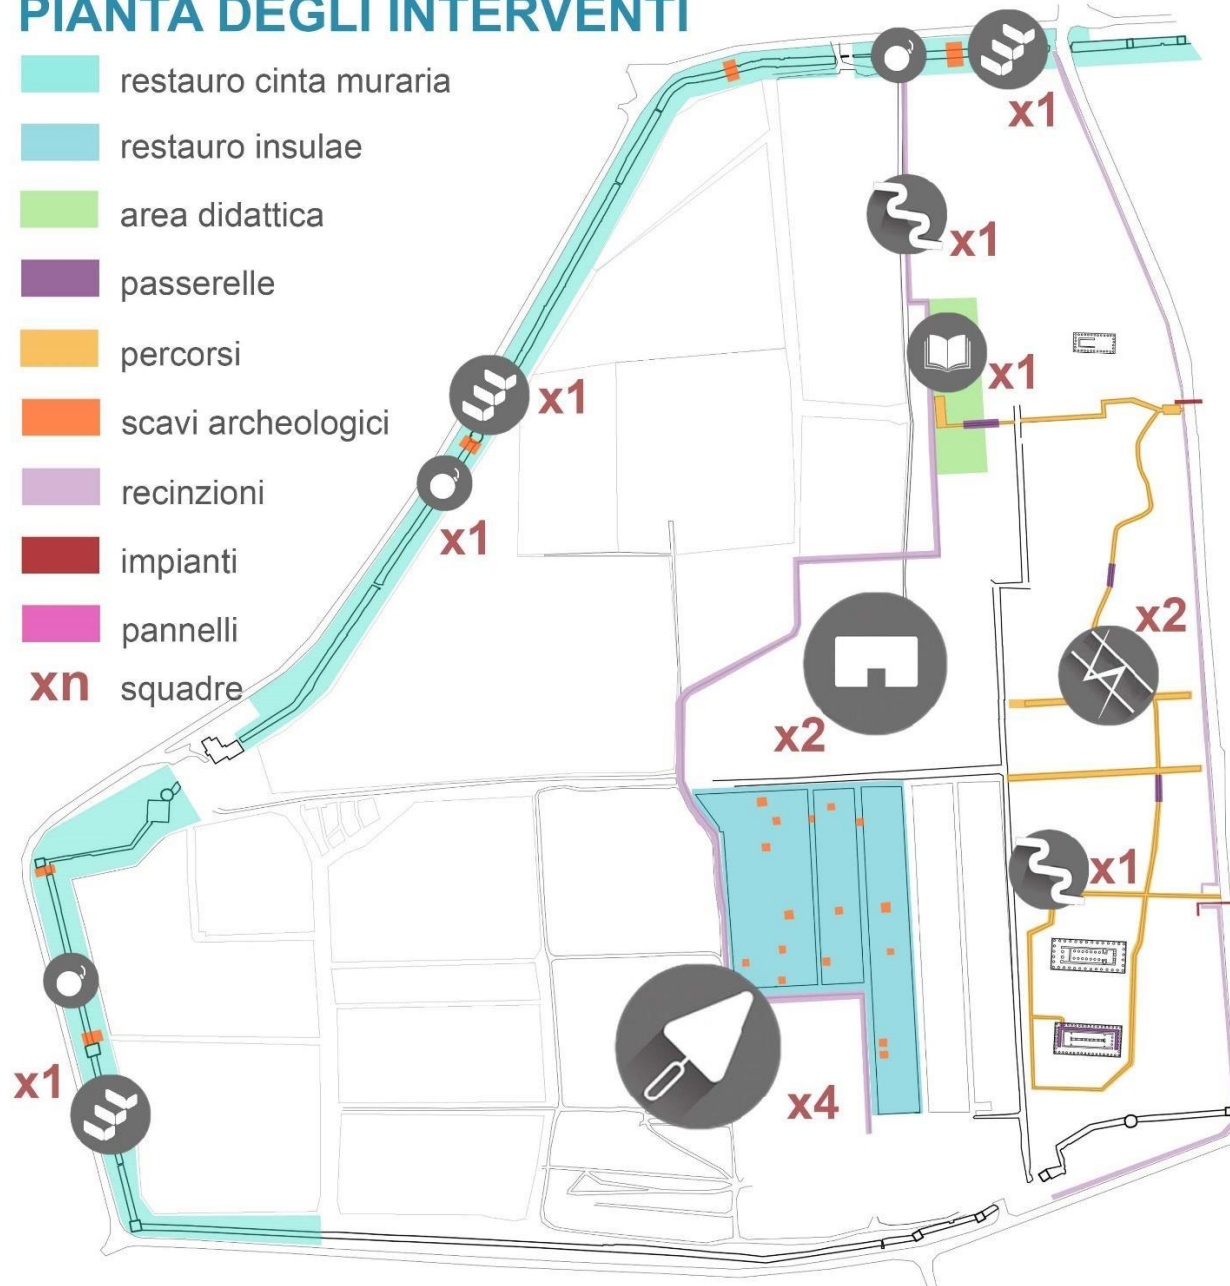 PIANTA DEGLI INTERVENTI
restauro cinta muraria
restauro insulae
area didattica
passerelle
percorsi
scavi archeologici
recinzioni
impianti
pannelli
xn squadre
x1
x1
x1
x1
x1
x2
x2
x1
x1
x4